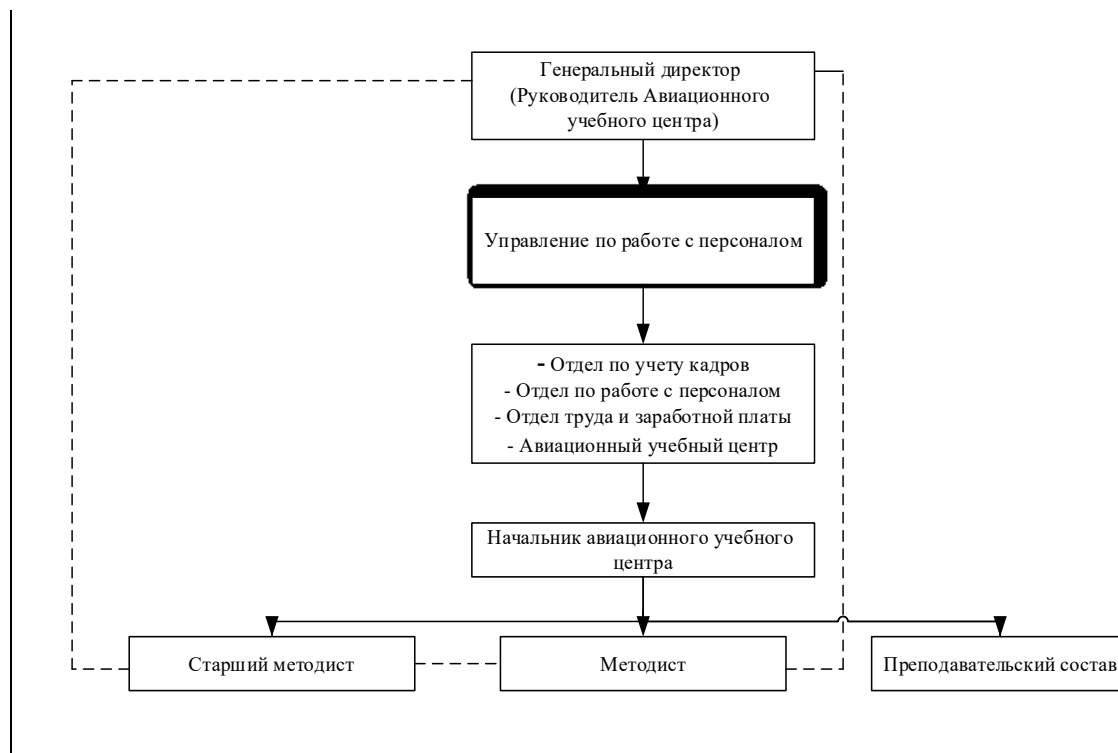 Генеральный директор
(Руководитель Авиационного
учебного центра)
Управление по работе с персоналом
- Отдел по учету кадров
- Отдел по работе с персоналом
- Отдел труда и заработной платы
- Авиационный учебный центр
Начальник авиационного учебного
центра
Старший методист
Методист
Преподавательский состав